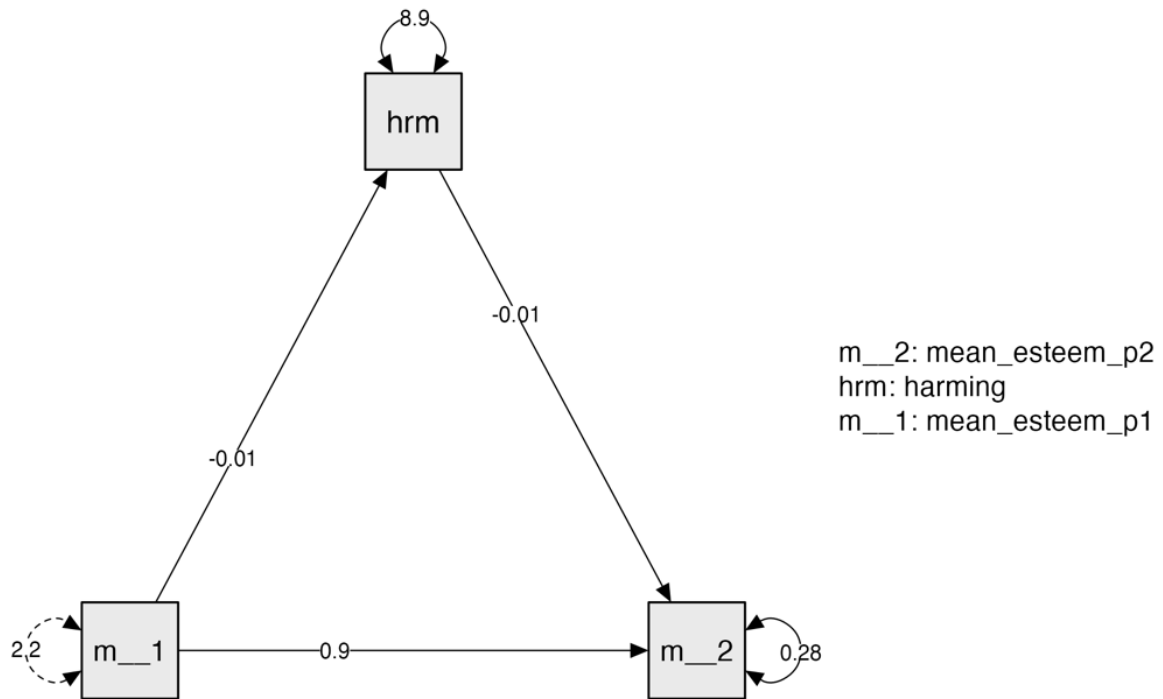 8.9
hrm
-0.01
m__2: mean_esteem_p2
hrm: harming
m__1: mean_esteem_p1
-0.01
2.2
m__1
0.9
m__2
0.28